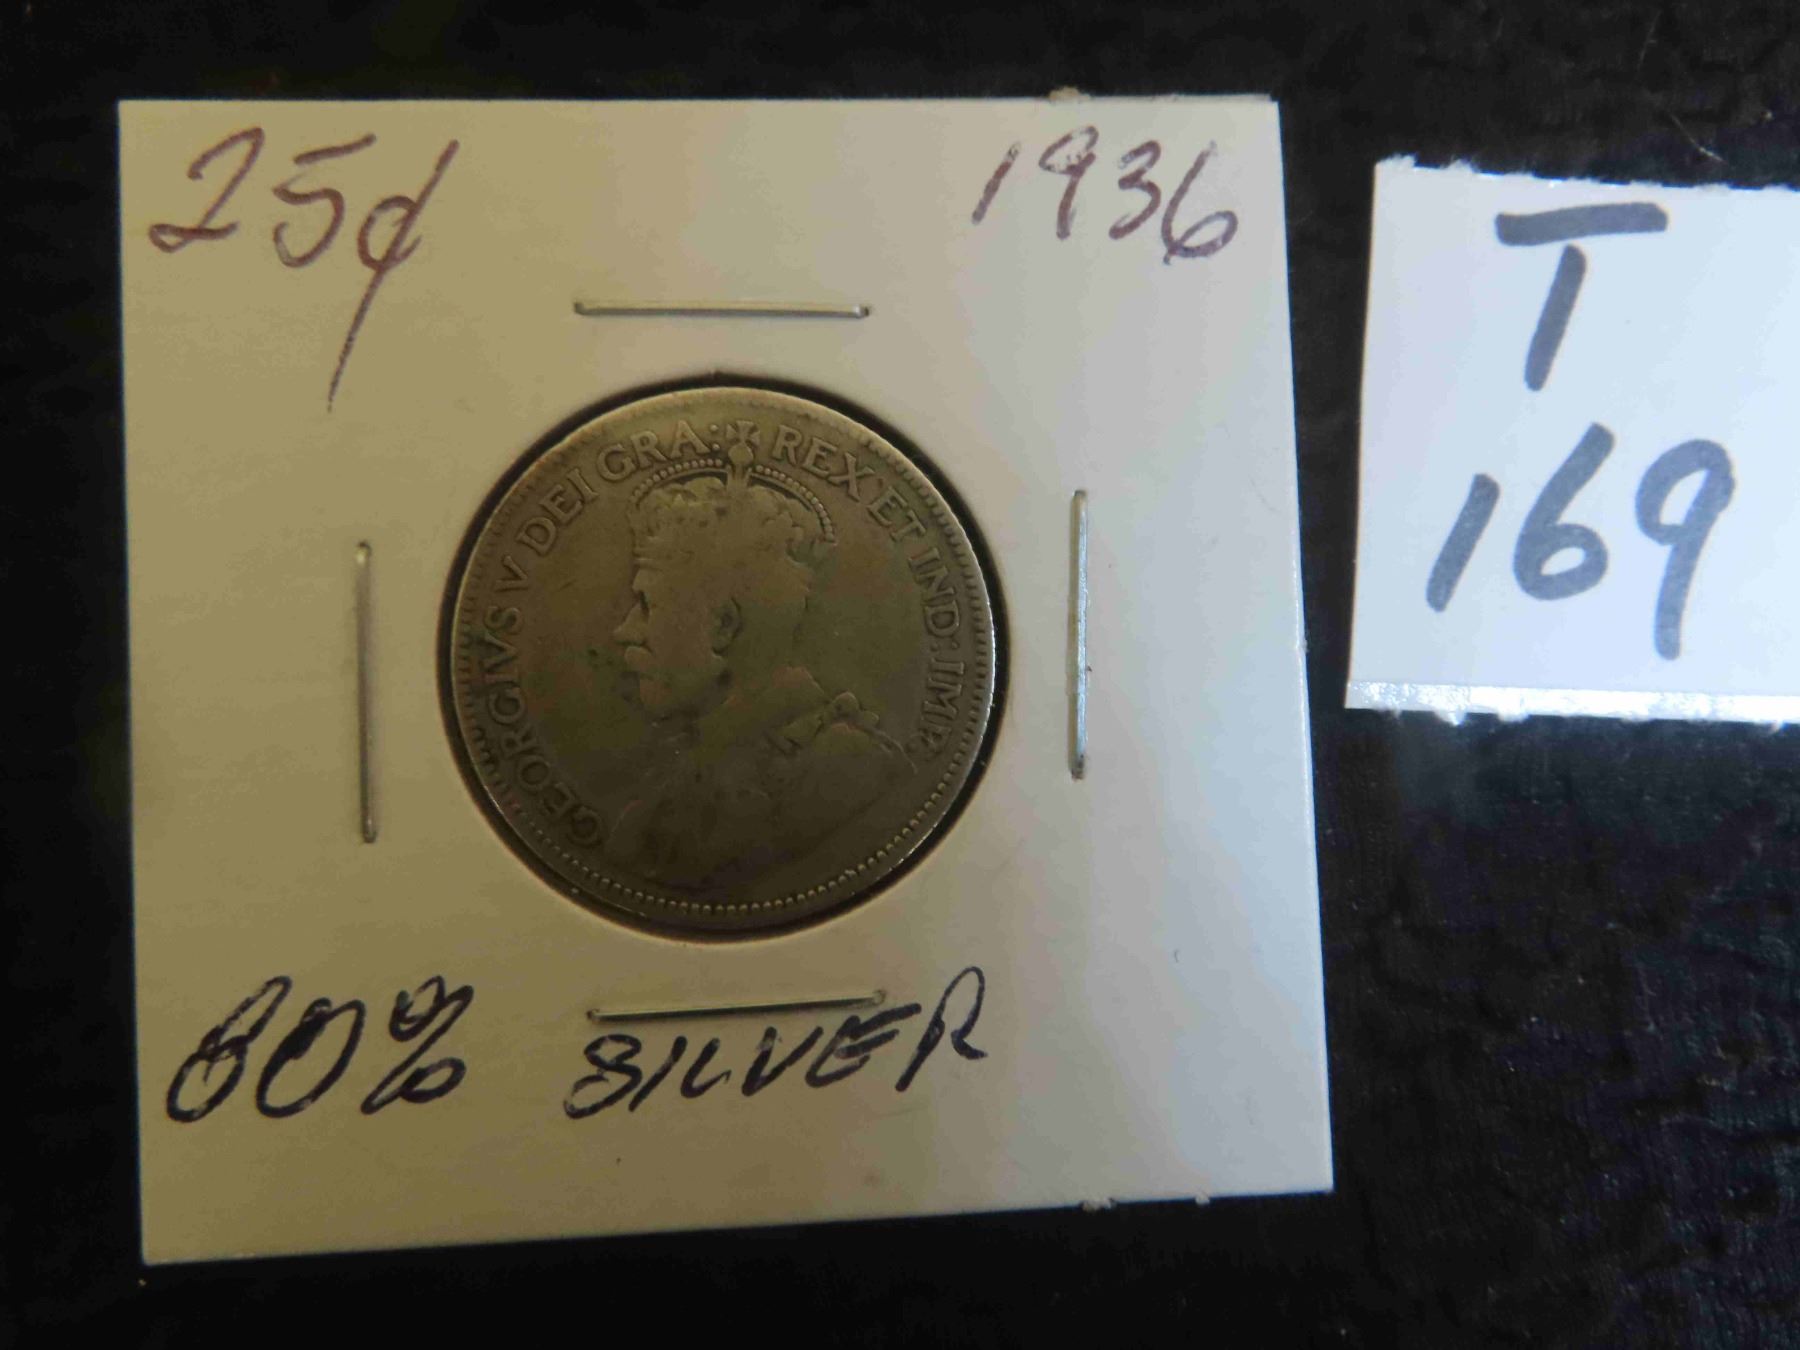 25¢ 1936
GEORGIVS V DEI GRA: REX ET IND: IMP:
80% SILVER
T
169